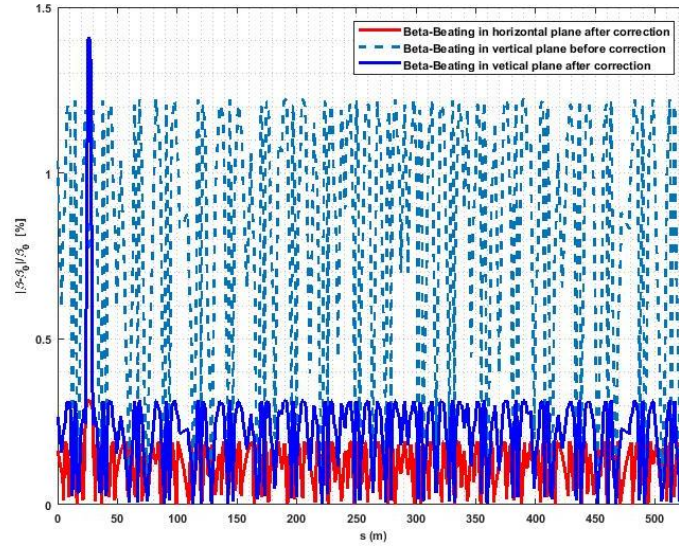 1.5
Beta-Beating in horizontal plane after correction
Beta-Beating in vertical plane before correction
Beta-Beating in vetical plane after correction
1
|β-β₀|/β₀ [%]
0.5
0
0 50 100 150 200 250 300 350 400 450 500
s (m)